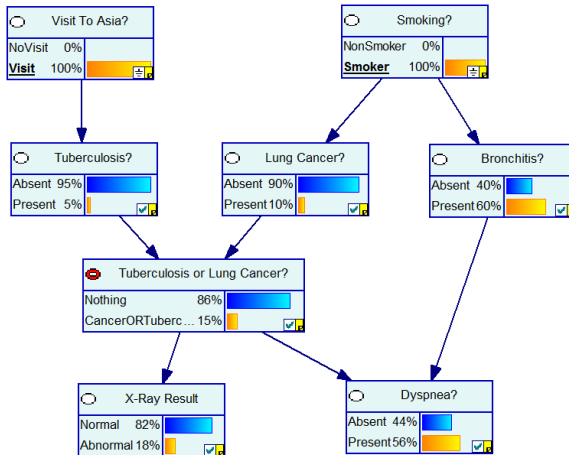 Visit To Asia?
NoVisit 0%
Visit 100%
Smoking?
NonSmoker 0%
Smoker 100%
Tuberculosis?
Absent 95%
Present 5%
Lung Cancer?
Absent 90%
Present 10%
Bronchitis?
Absent 40%
Present 60%
Tuberculosis or Lung Cancer?
Nothing 86%
CancerORTuberc... 15%
X-Ray Result
Normal 82%
Abnormal 18%
Dyspnea?
Absent 44%
Present 56%